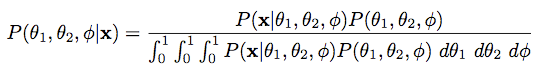 P(θ₁, θ₂, ϕ|𝐱) = P(𝐱|θ₁, θ₂, ϕ)P(θ₁, θ₂, ϕ) / ∫₀¹ ∫₀¹ ∫₀¹ P(𝐱|θ₁, θ₂, ϕ)P(θ₁, θ₂, ϕ) dθ₁ dθ₂ dϕ